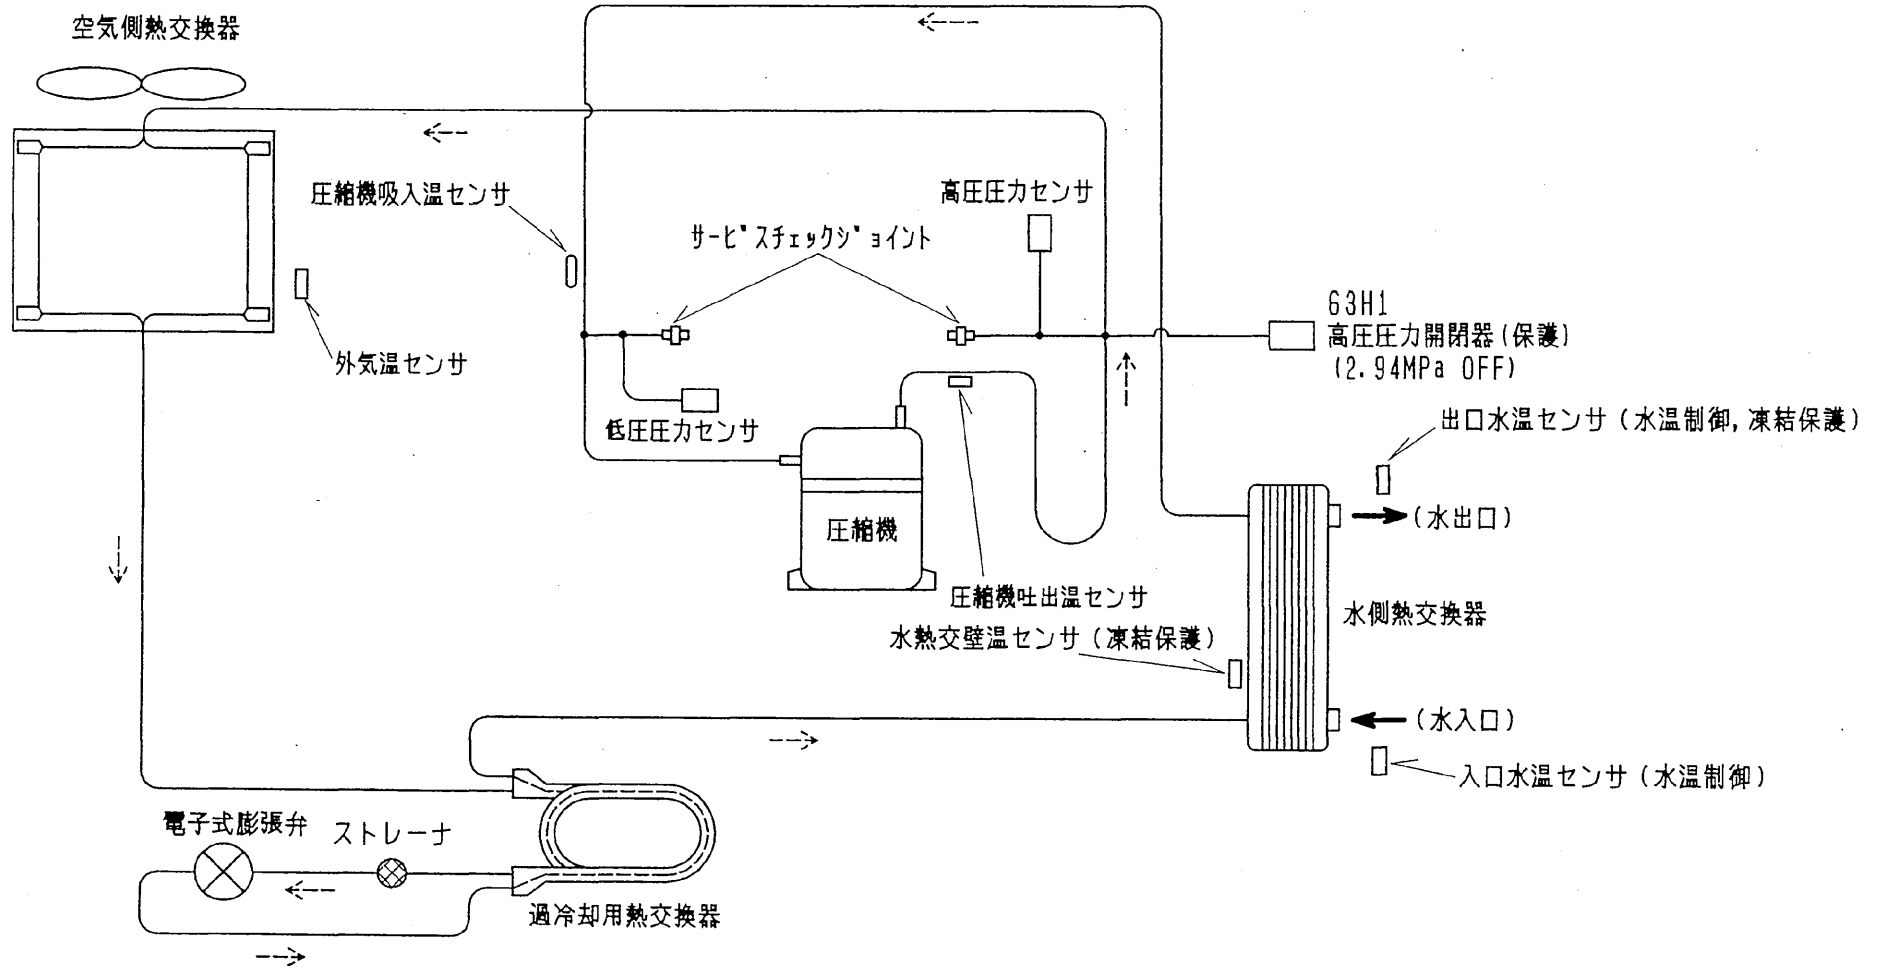 空気側熱交換器
圧縮機吸入温センサ
高圧圧力センサ
サービスチェックジョイント
外気温センサ
63H1
高圧圧力開閉器(保護)
(2.94MPa OFF)
低圧圧力センサ
出口水温センサ(水温制御,凍結保護)
圧縮機
(水出口)
圧縮機吐出温センサ
水熱交壁温センサ(凍結保護)
水側熱交換器
(水入口)
入口水温センサ(水温制御)
電子式膨張弁
ストレーナ
過冷却用熱交換器